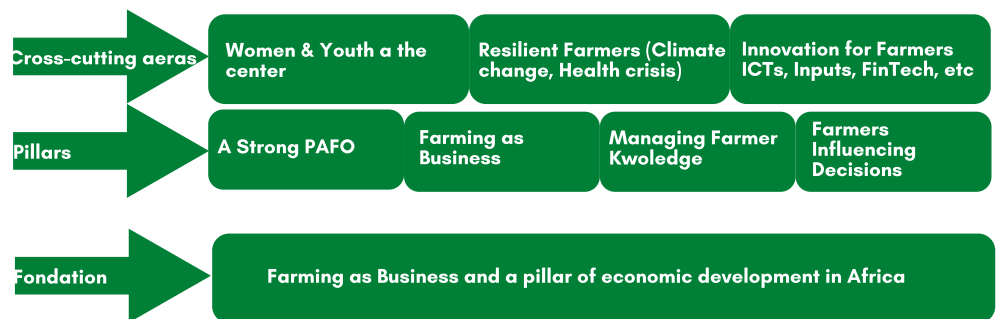 Cross-cutting aeras
Women & Youth a the
center
Resilient Farmers (Climate
change, Health crisis)
Innovation for Farmers
ICTs, Inputs, FinTech, etc
Pillars
A Strong PAFO
Farming as
Business
Managing Farmer
Kwoledge
Farmers
Influencing
Decisions
Fondation
Farming as Business and a pillar of economic development in Africa